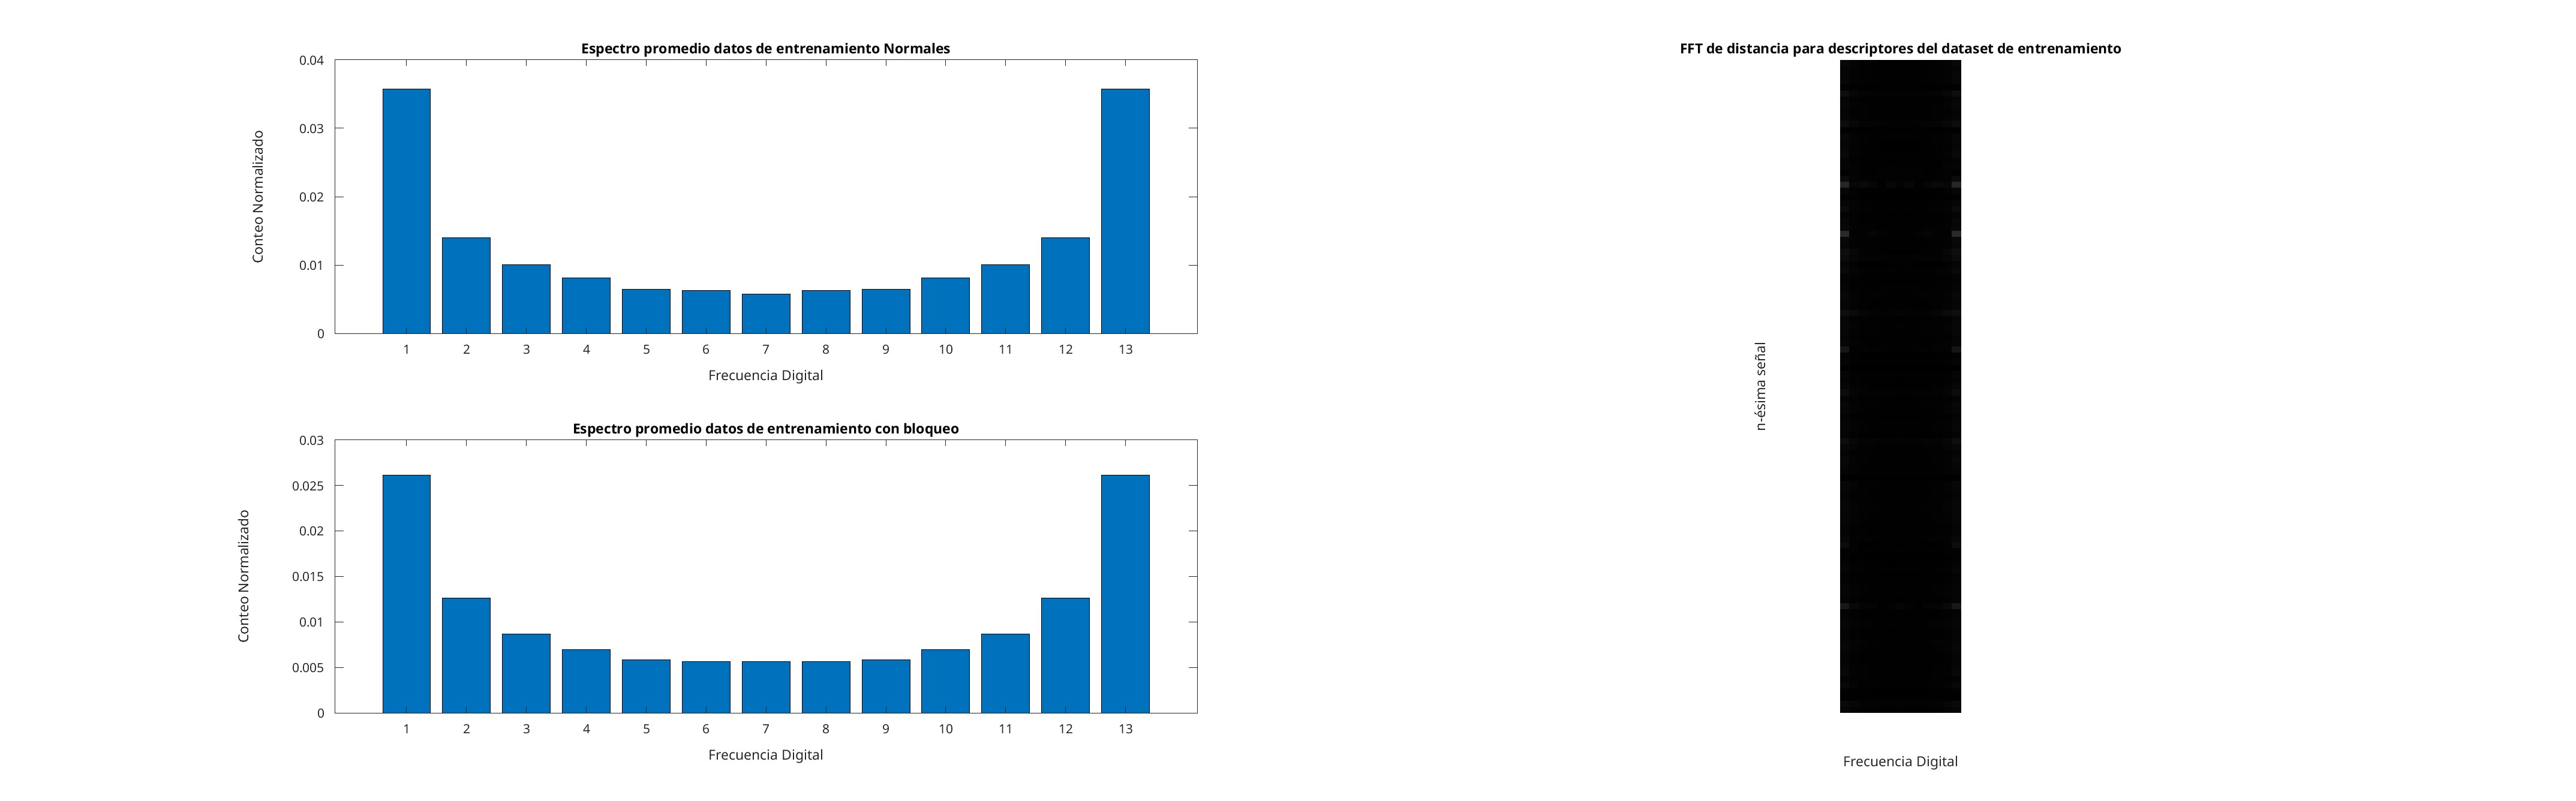 Espectro promedio datos de entrenamiento Normales
0.04
0.03
0.02
0.01
0
Conteo Normalizado
1 2 3 4 5 6 7 8 9 10 11 12 13
Frecuencia Digital
Espectro promedio datos de entrenamiento con bloqueo
0.03
0.025
0.02
0.015
0.01
0.005
0
Conteo Normalizado
1 2 3 4 5 6 7 8 9 10 11 12 13
Frecuencia Digital
FFT de distancia para descriptores del dataset de entrenamiento
n-ésima señal
Frecuencia Digital